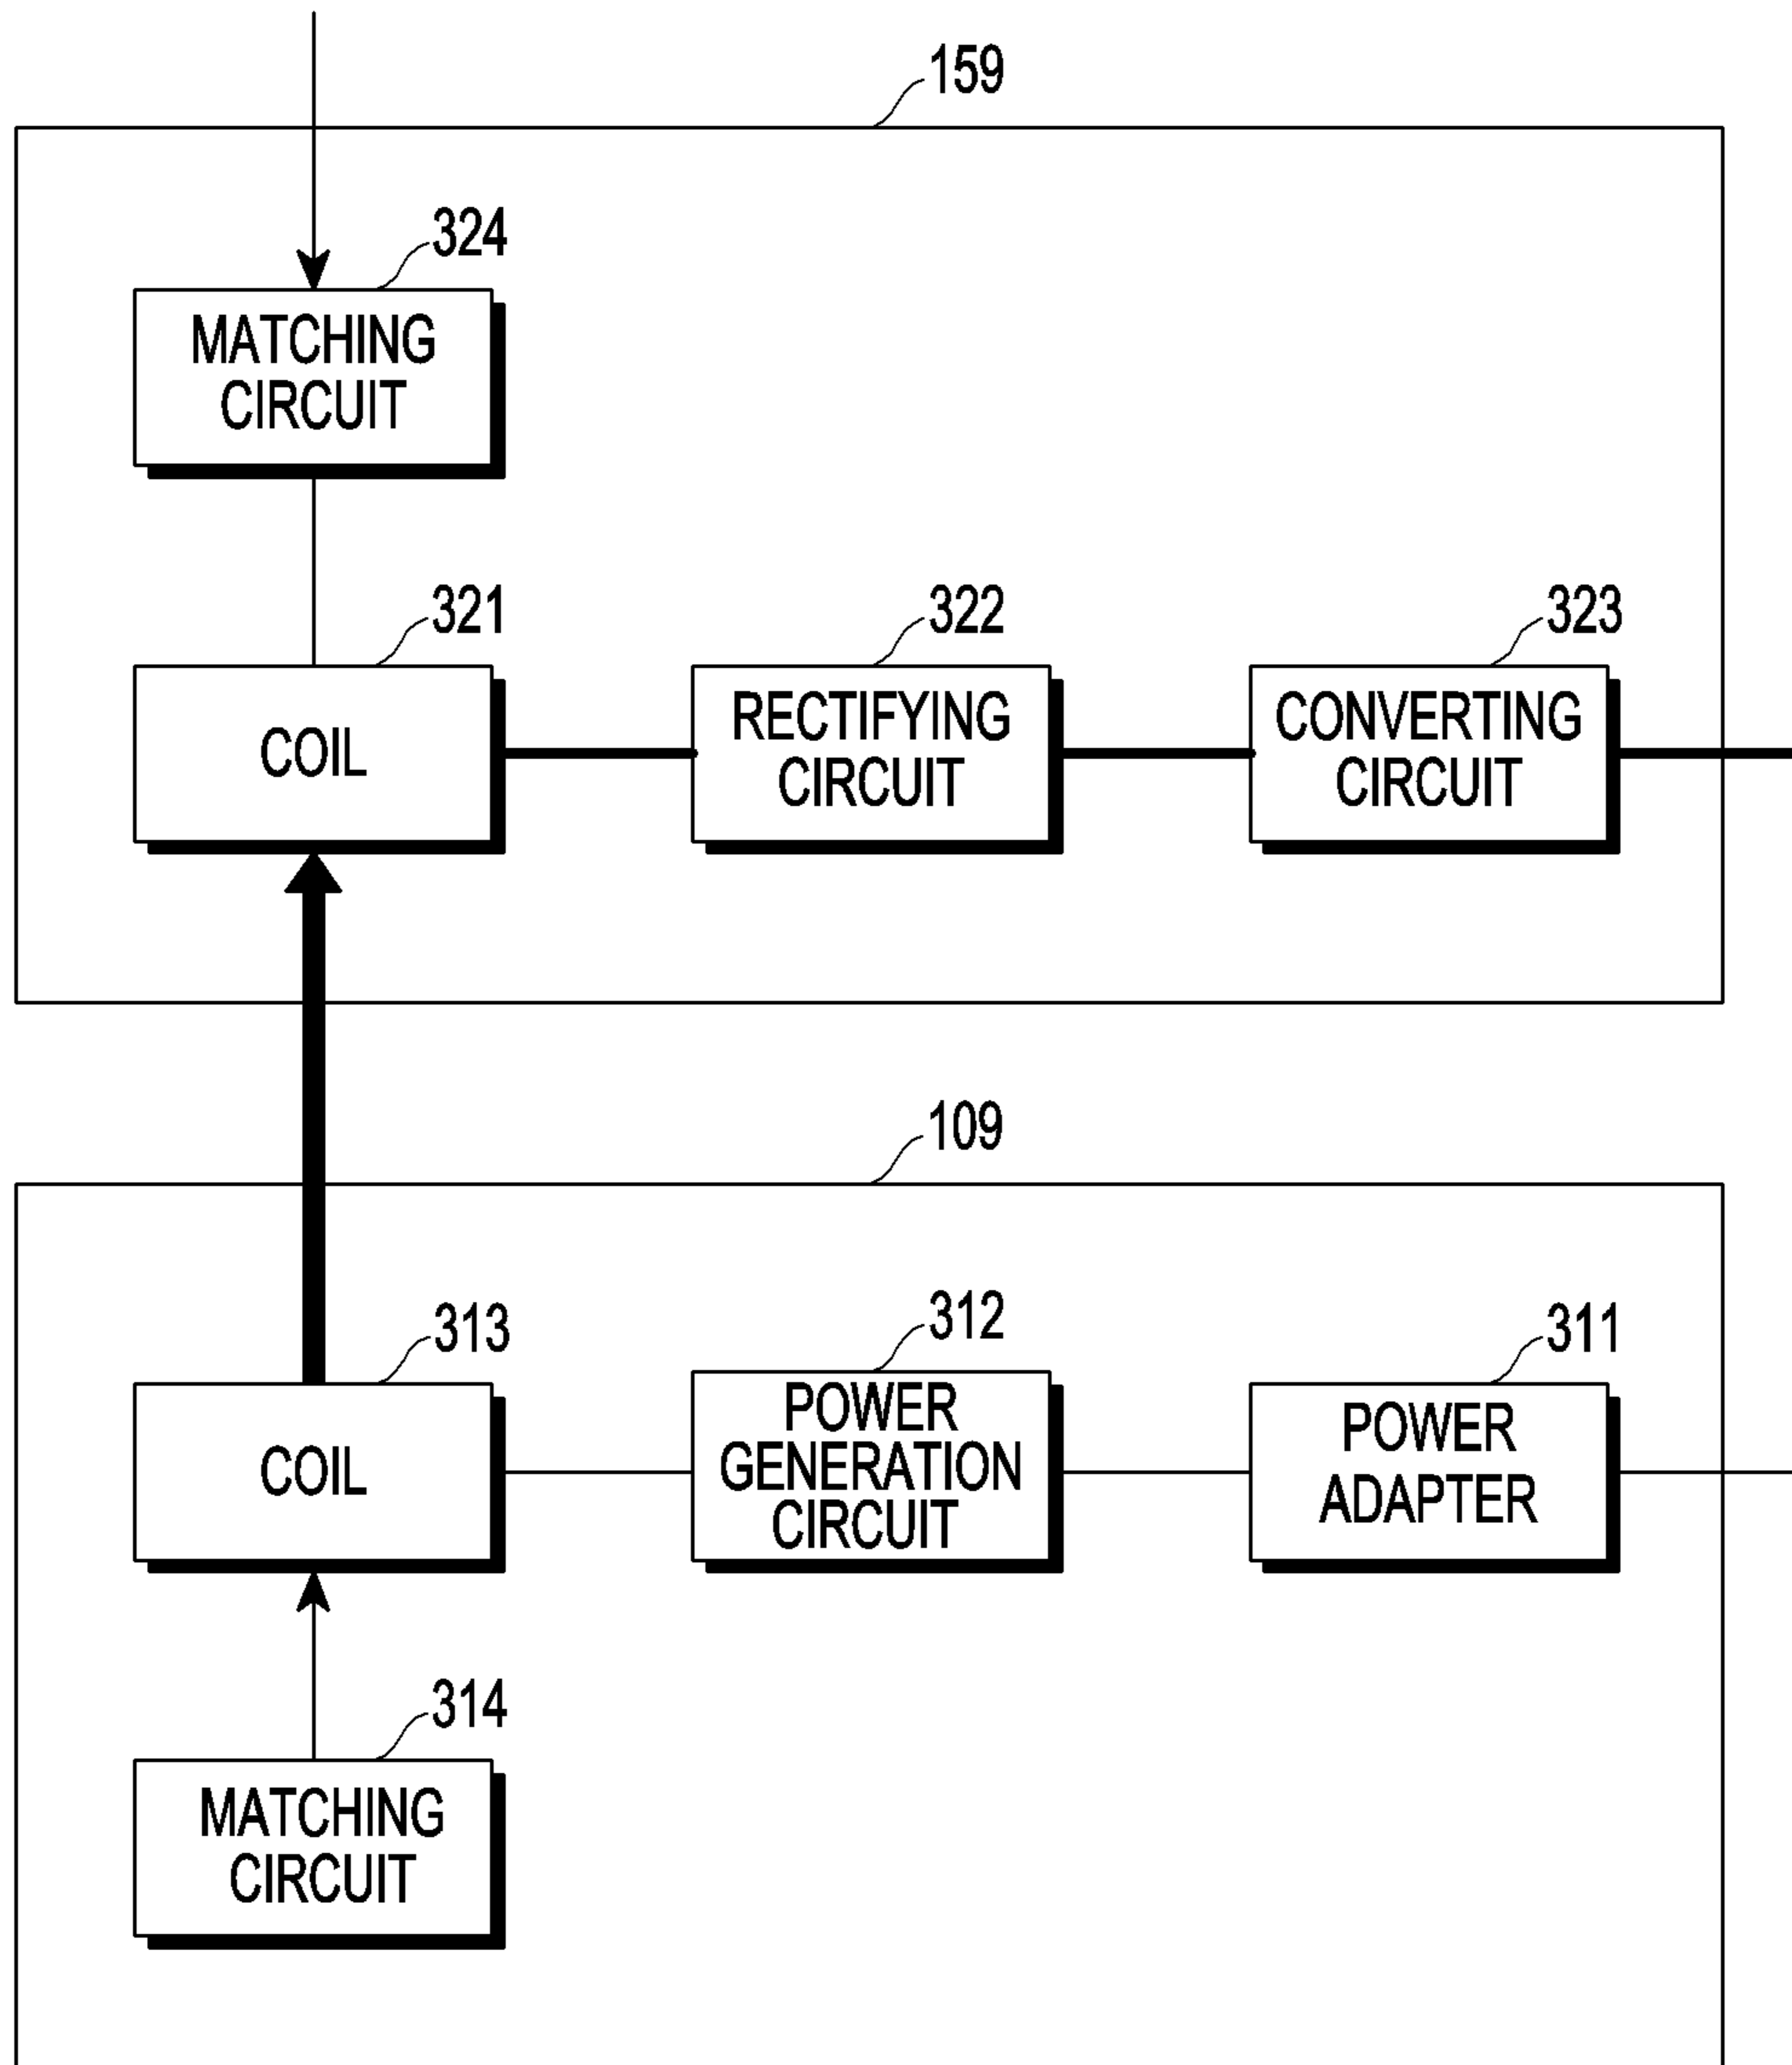 159
324
MATCHING
CIRCUIT
321
322
323
COIL
RECTIFYING
CIRCUIT
CONVERTING
CIRCUIT
109
313
312
311
COIL
POWER
GENERATION
CIRCUIT
POWER
ADAPTER
314
MATCHING
CIRCUIT